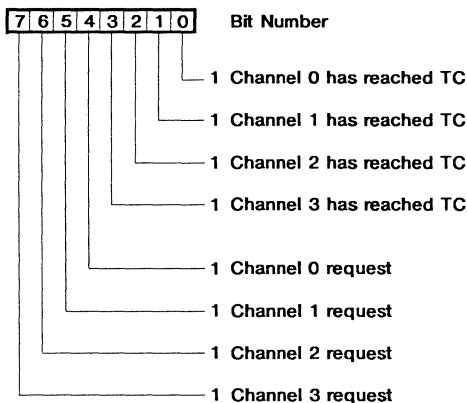 7 6 5 4 3 2 1 0 Bit Number
1 Channel 0 has reached TC
1 Channel 1 has reached TC
1 Channel 2 has reached TC
1 Channel 3 has reached TC
1 Channel 0 request
1 Channel 1 request
1 Channel 2 request
1 Channel 3 request